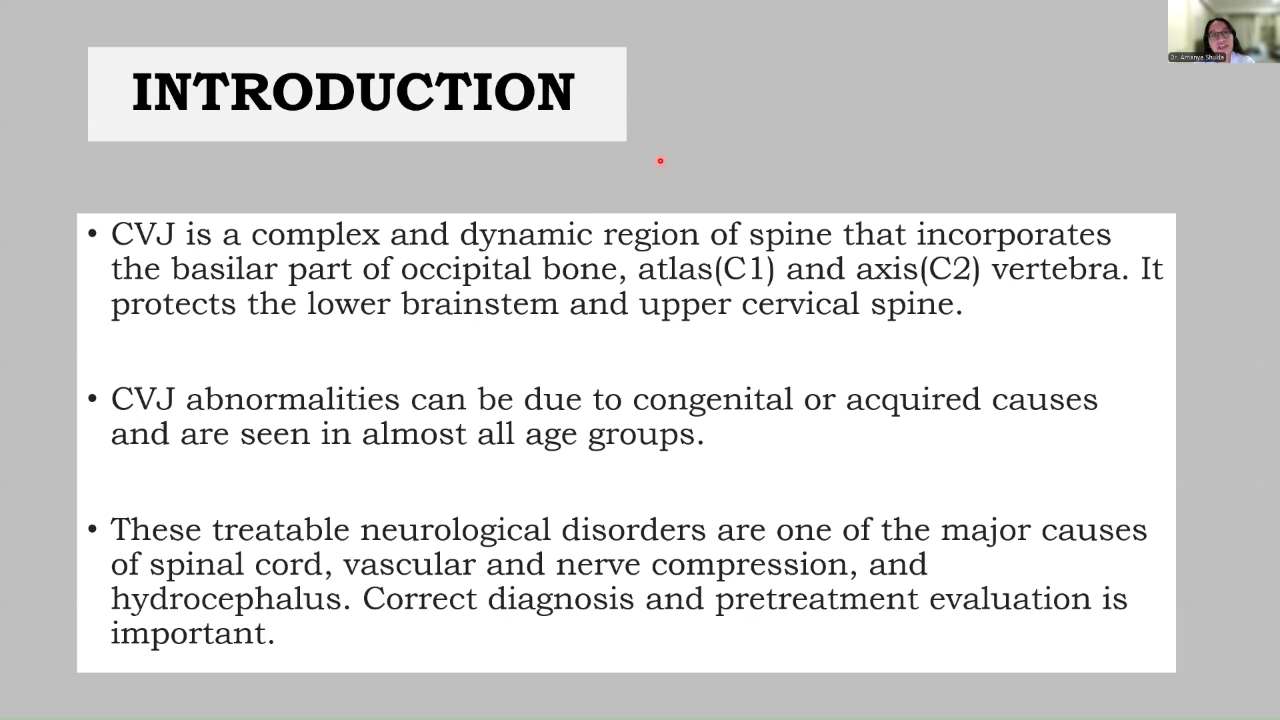 INTRODUCTION
Dr. Amanya Shukla
• CVJ is a complex and dynamic region of spine that incorporates
the basilar part of occipital bone, atlas(C1) and axis(C2) vertebra. It
protects the lower brainstem and upper cervical spine.
• CVJ abnormalities can be due to congenital or acquired causes
and are seen in almost all age groups.
• These treatable neurological disorders are one of the major causes
of spinal cord, vascular and nerve compression, and
hydrocephalus. Correct diagnosis and pretreatment evaluation is
important.